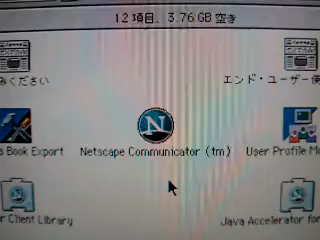 12 項目、3.76 GB 空き
みください
エンド・ユーザー使
s Book Export
Netscape Communicator (tm)
User Profile Ma
r Client Library
Java Accelerator for